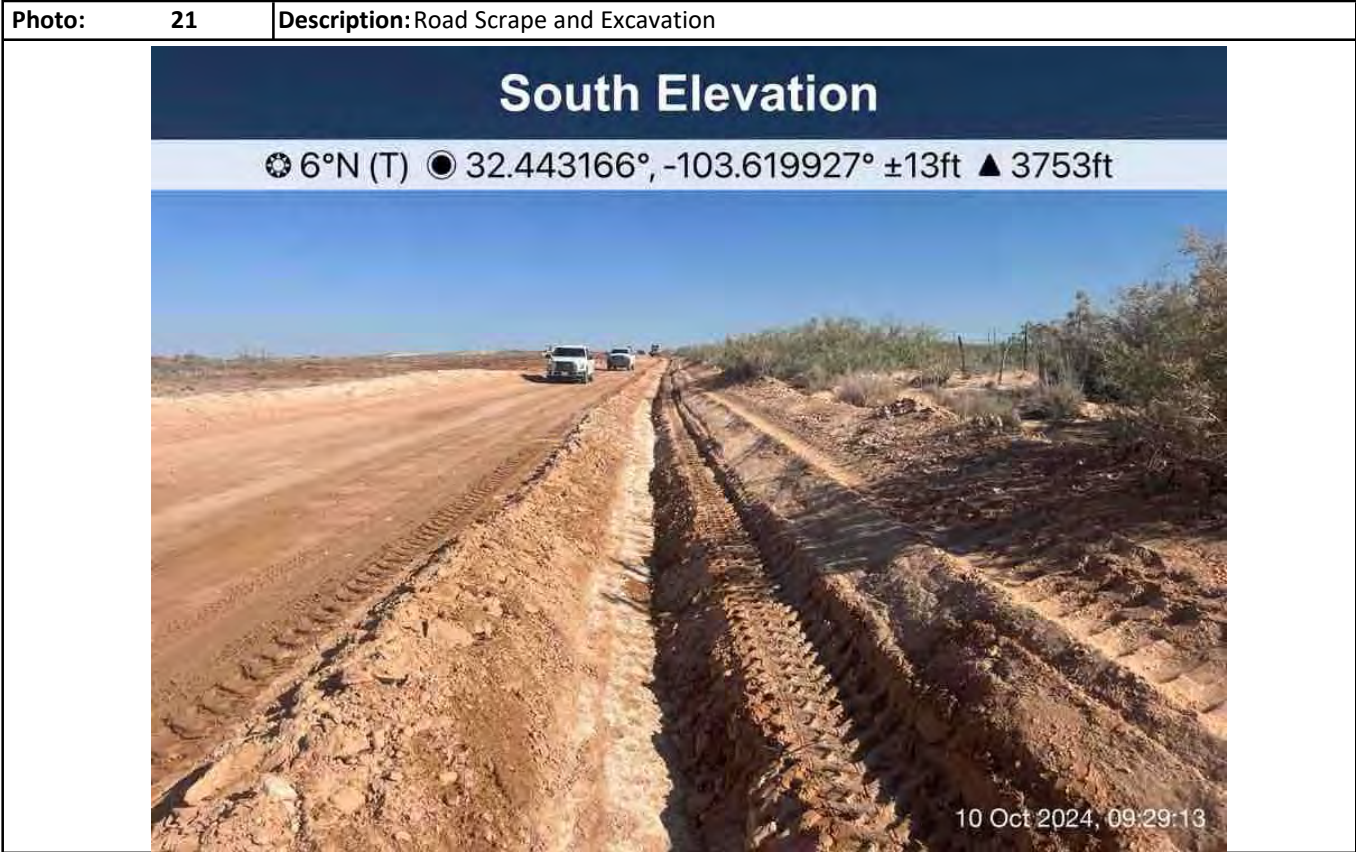 Photo: 21 Description: Road Scrape and Excavation
South Elevation
6°N (T) 32.443166°, -103.619927° ±13ft ▲ 3753ft
10 Oct 2024, 09:29:13